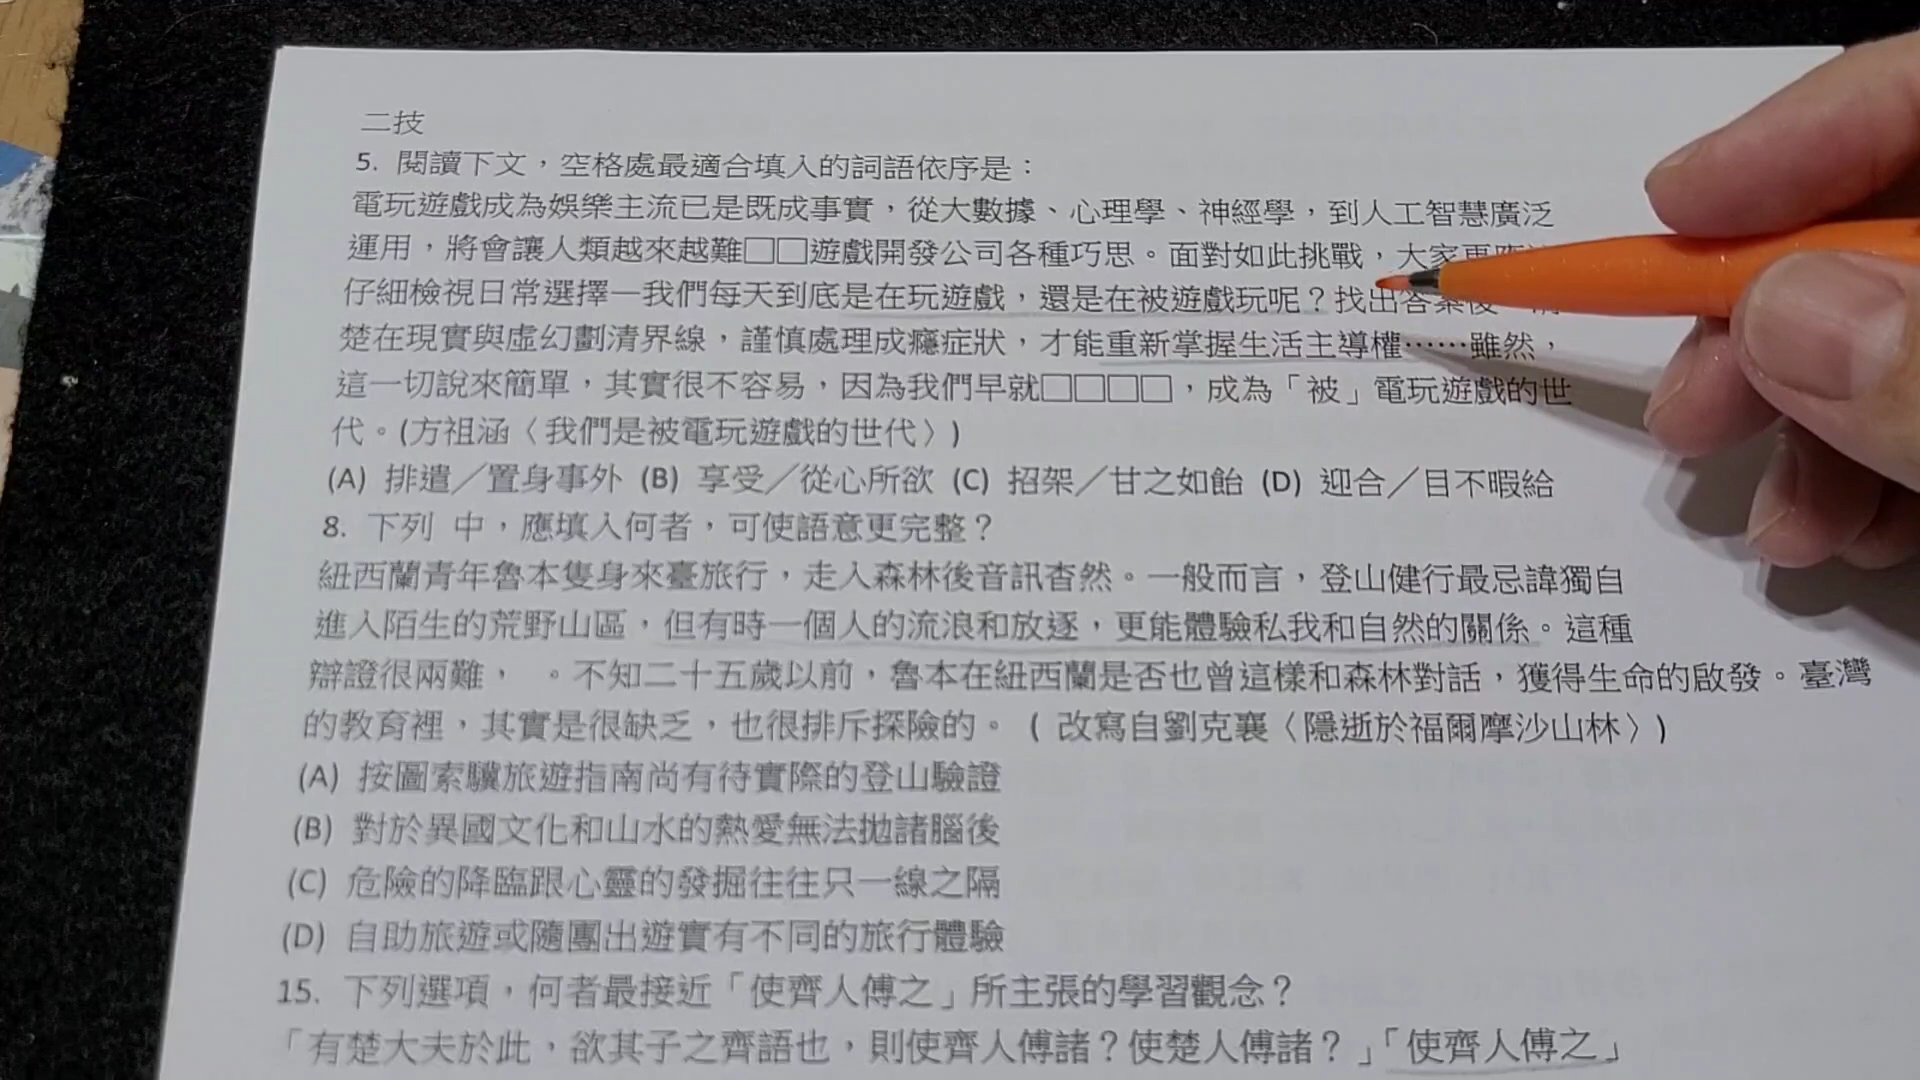 二技
5. 閱讀下文，空格處最適合填入的詞語依序是：
電玩遊戲成為娛樂主流已是既成事實，從大數據、心理學、神經學，到人工智慧廣泛
運用，將會讓人類越來越難□□遊戲開發公司各種巧思。面對如此挑戰，大家更
仔細檢視日常選擇—我們每天到底是在玩遊戲，還是在被遊戲玩呢？找出答案後
楚在現實與虛幻劃清界線，謹慎處理成癮症狀，才能重新掌握生活主導權……雖然，
這一切說來簡單，其實很不容易，因為我們早就□□□□，成為「被」電玩遊戲的世
代。(方祖涵〈我們是被電玩遊戲的世代〉)
(A) 排遣／置身事外 (B) 享受／從心所欲 (C) 招架／甘之如飴 (D) 迎合／目不暇給
8. 下列 中，應填入何者，可使語意更完整？
紐西蘭青年魯本隻身來臺旅行，走入森林後音訊杳然。一般而言，登山健行最忌諱獨自
進入陌生的荒野山區，但有時一個人的流浪和放逐，更能體驗私我和自然的關係。這種
辯證很兩難， 。不知二十五歲以前，魯本在紐西蘭是否也曾這樣和森林對話，獲得生命的啟發。臺灣
的教育裡，其實是很缺乏，也很排斥探險的。 ( 改寫自劉克襄〈隱逝於福爾摩沙山林〉)
(A) 按圖索驥旅遊指南尚有待實際的登山驗證
(B) 對於異國文化和山水的熱愛無法拋諸腦後
(C) 危險的降臨跟心靈的發掘往往只一線之隔
(D) 自助旅遊或隨團出遊實有不同的旅行體驗
15. 下列選項，何者最接近「使齊人傅之」所主張的學習觀念？
「有楚大夫於此，欲其子之齊語也，則使齊人傅諸？使楚人傅諸？」「使齊人傅之」